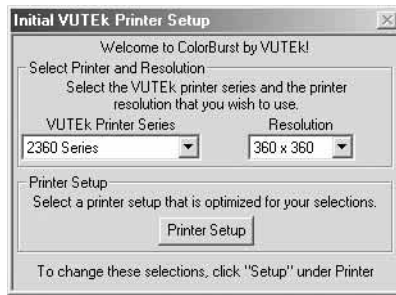 Initial VUTEk Printer Setup
Welcome to ColorBurst by VUTEk!
Select Printer and Resolution
Select the VUTEk printer series and the printer
resolution that you wish to use.
VUTEk Printer Series Resolution
2360 Series 360 x 360
Printer Setup
Select a printer setup that is optimized for your selections.
Printer Setup
To change these selections, click "Setup" under Printer